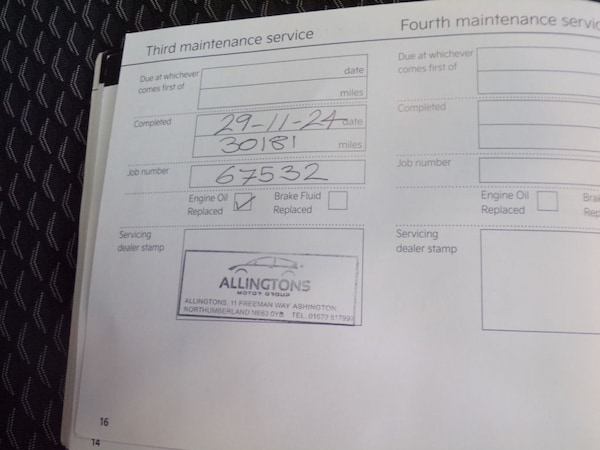 Third maintenance service
Due at whichever
comes first of
date
miles
Completed
29-11-24 date
30181 miles
Job number
67532
Engine Oil
Replaced
Brake Fluid
Replaced
Servicing
dealer stamp
ALLINGTONS
MOTOR GROUP
ALLINGTONS, 11 FREEMAN WAY ASHINGTON
NORTHUMBERLAND NE63 0YB TEL.
16
14
Fourth maintenance servic
Due at whichever
comes first of
Completed
Job number
Engine Oil
Replaced
Brak
Rep
Servicing
dealer stamp